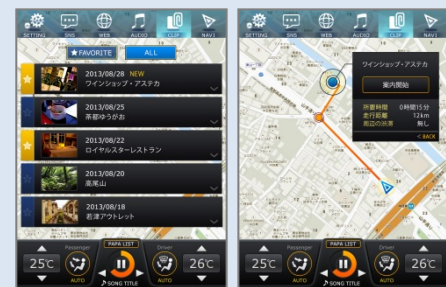 SETTING SNS WEB AUDIO CLIP NAVI
★FAVORITE ALL
2013/08/28 NEW
ワインショップ・アステカ
2013/08/25
茶都ゆうがお
2013/08/22
ロイヤルスターレストラン
2013/08/20
高尾山
2013/08/18
若津アウトレット
Passenger PAPA LIST Driver
25℃ 26℃
AUTO AUTO
SONG TITLE
SETTING SNS WEB AUDIO CLIP NAVI
ワインショップ・アステカ
案内開始
所要時間 0時間15分
走行距離 12km
周辺の渋滞 無し
< BACK
Passenger PAPA LIST Driver
25℃ 26℃
AUTO AUTO
SONG TITLE